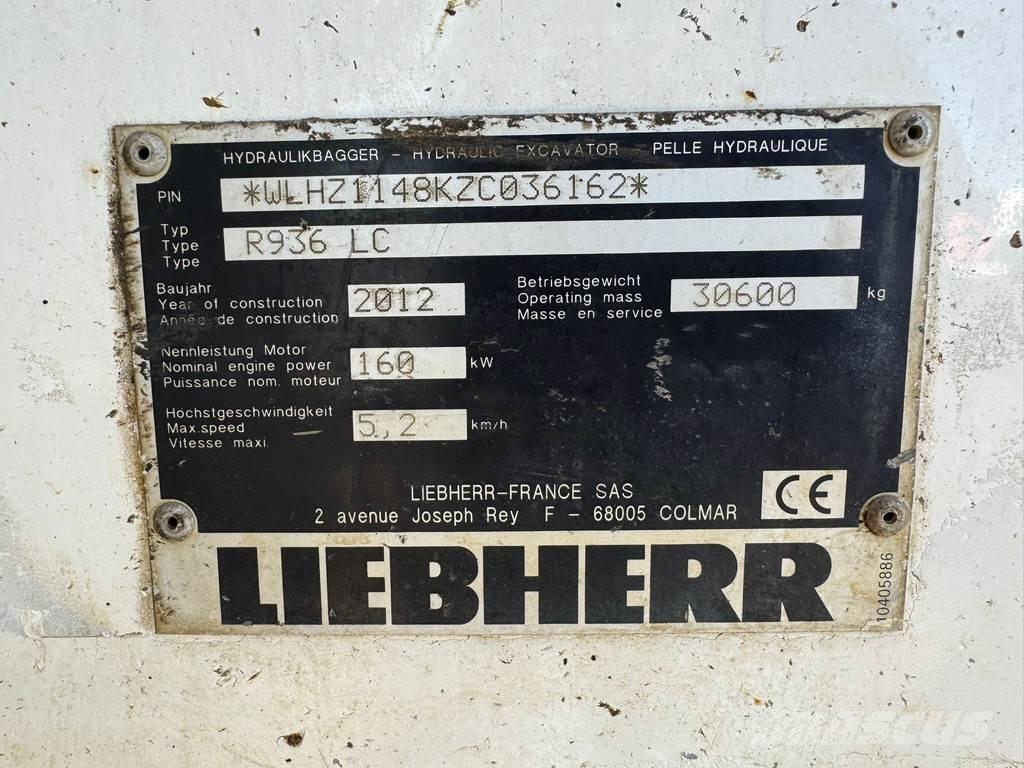 HYDRAULIKBAGGER - HYDRAULIC EXCAVATOR - PELLE HYDRAULIQUE
PIN *WLHZ1148KZC036162*
Typ
Type R936 LC
Type
Baujahr
Year of construction 2012
Année de construction
Betriebsgewicht
Operating mass 30600 kg
Masse en service
Nennleistung Motor
Nominal engine power 160 kW
Puissance nom. moteur
Höchstgeschwindigkeit
Max.speed 5,2 km/h
Vitesse maxi.
LIEBHERR-FRANCE SAS
2 avenue Joseph Rey F - 68005 COLMAR
CE
LIEBHERR
10405886